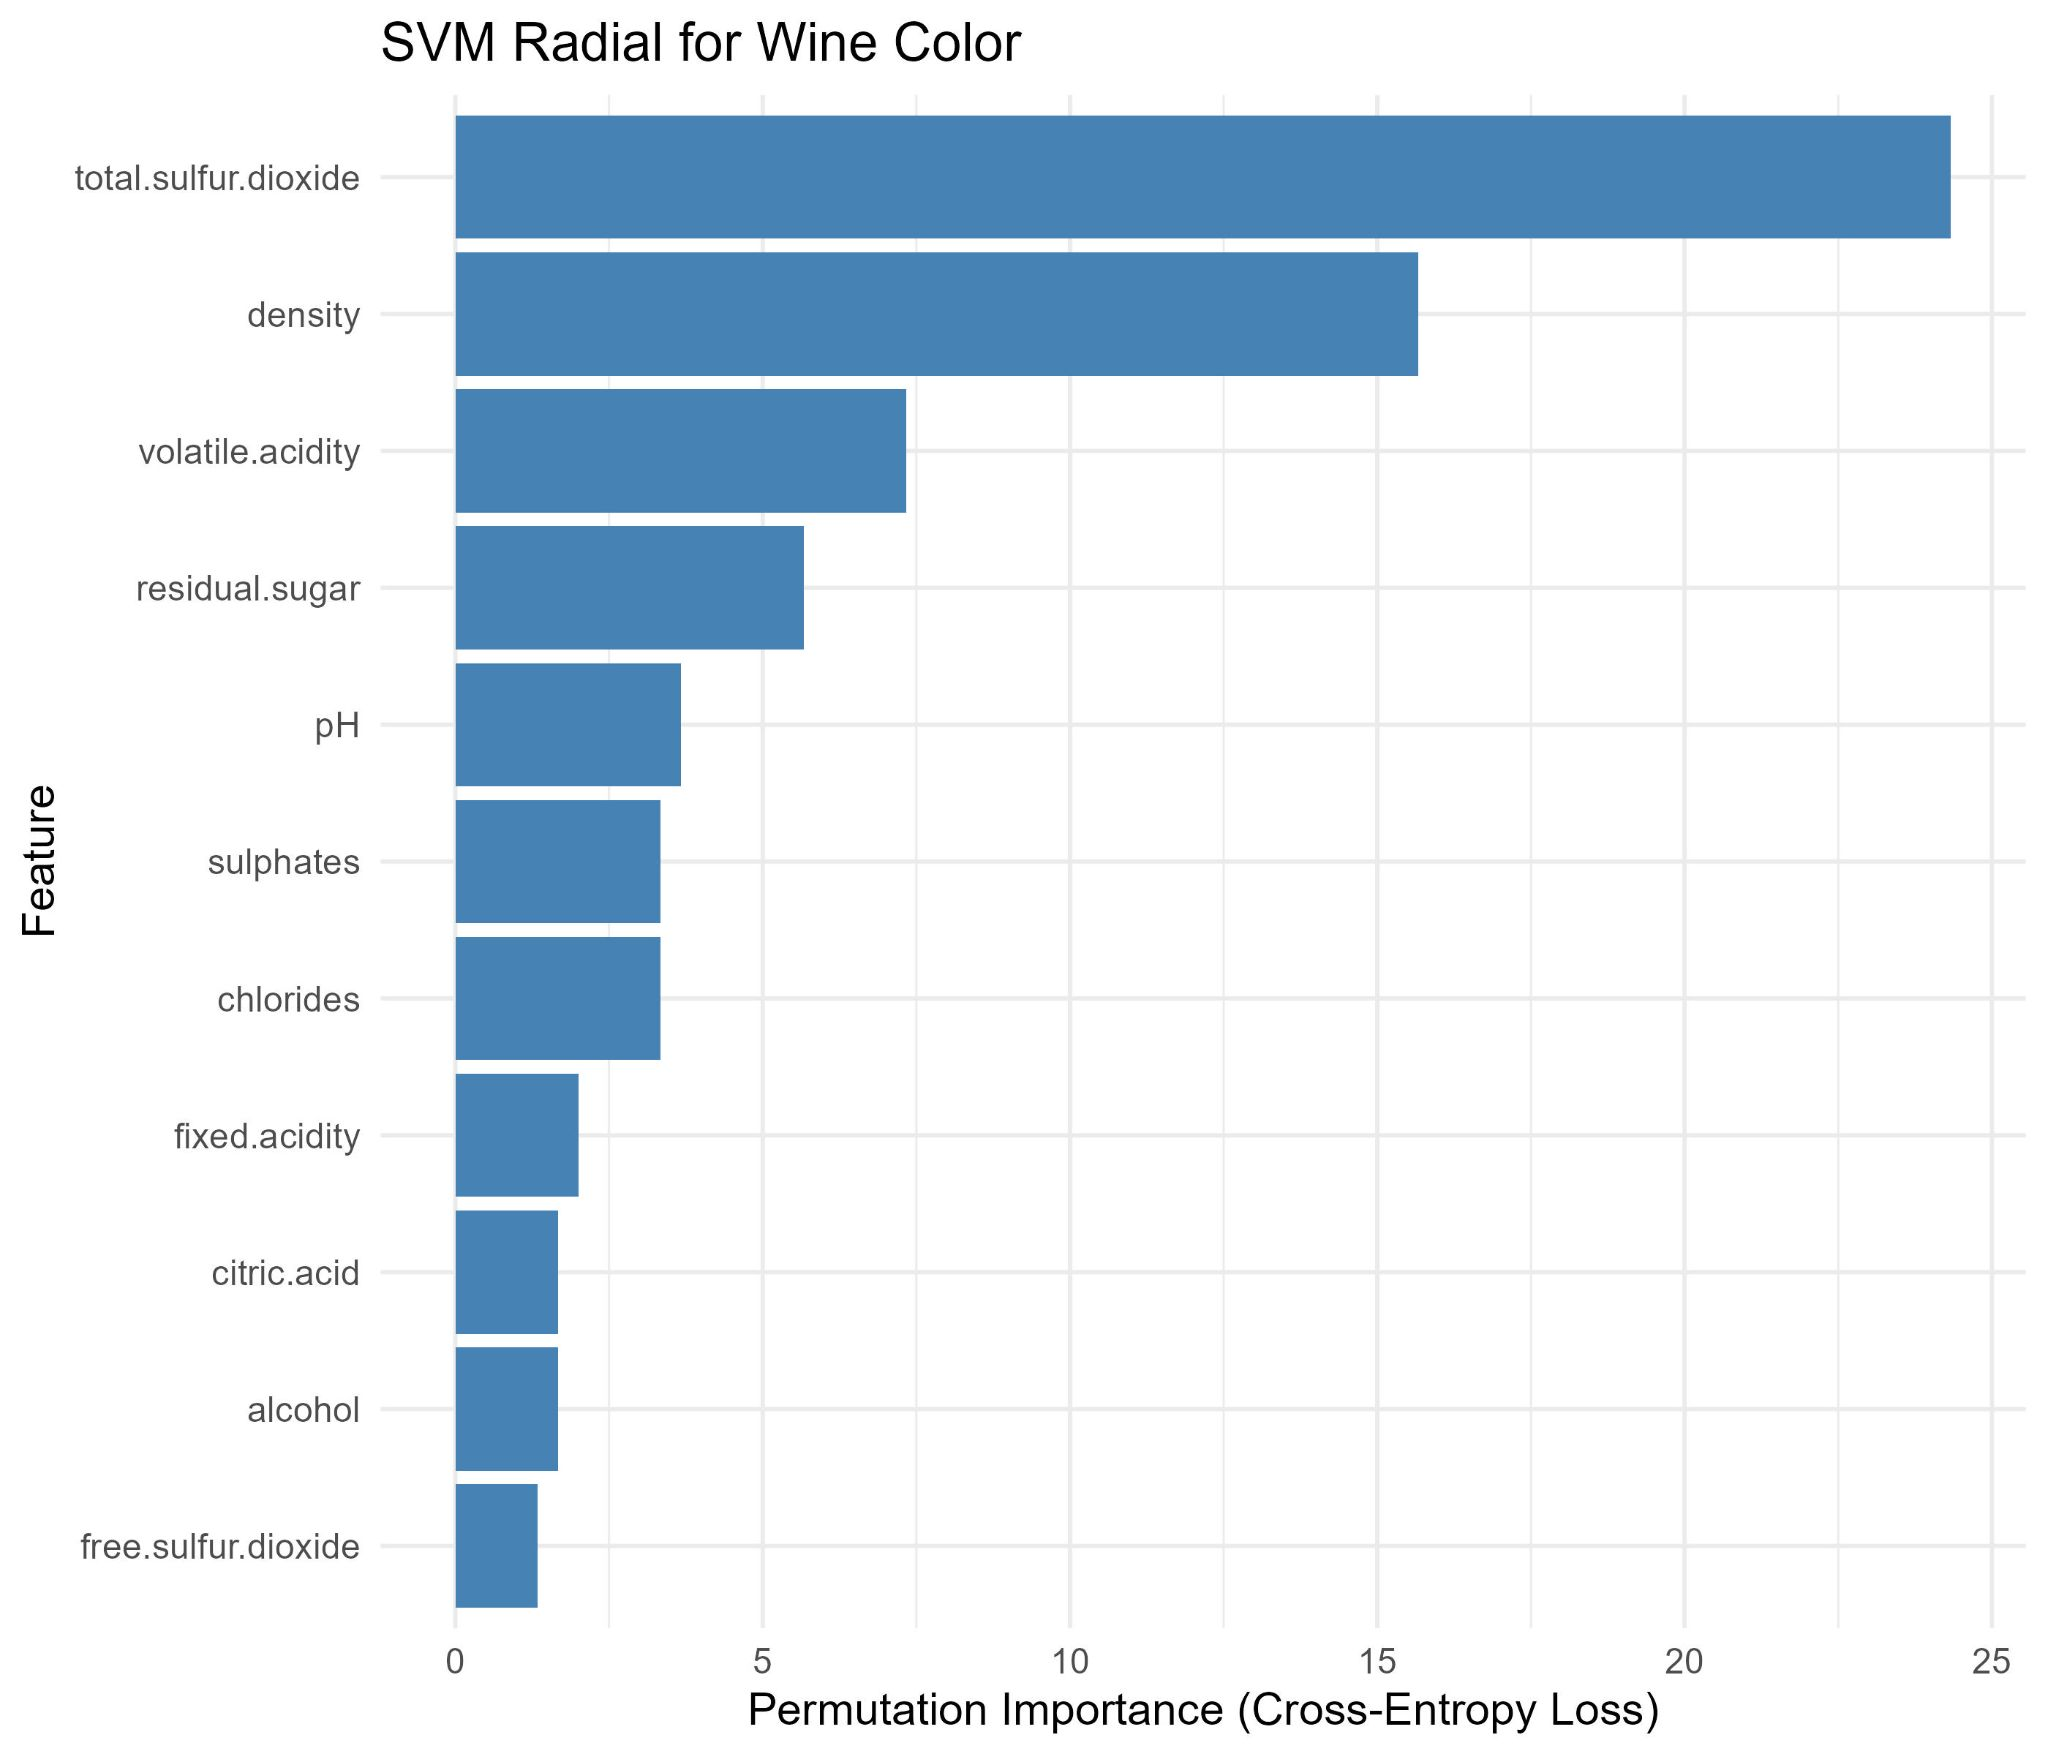 SVM Radial for Wine Color
Feature
total.sulfur.dioxide
density
volatile.acidity
residual.sugar
pH
sulphates
chlorides
fixed.acidity
citric.acid
alcohol
free.sulfur.dioxide
0 5 10 15 20 25
Permutation Importance (Cross-Entropy Loss)